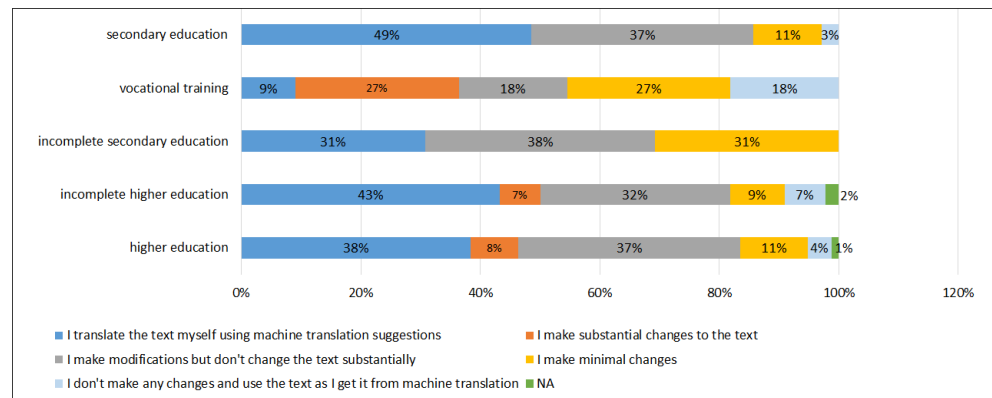 secondary education 49% 37% 11% 3%
vocational training 9% 27% 18% 27% 18%
incomplete secondary education 31% 38% 31%
incomplete higher education 43% 7% 32% 9% 7% 2%
higher education 38% 8% 37% 11% 4% 1%
0% 20% 40% 60% 80% 100% 120%
I translate the text myself using machine translation suggestions I make substantial changes to the text
I make modifications but don't change the text substantially I make minimal changes
I don't make any changes and use the text as I get it from machine translation NA